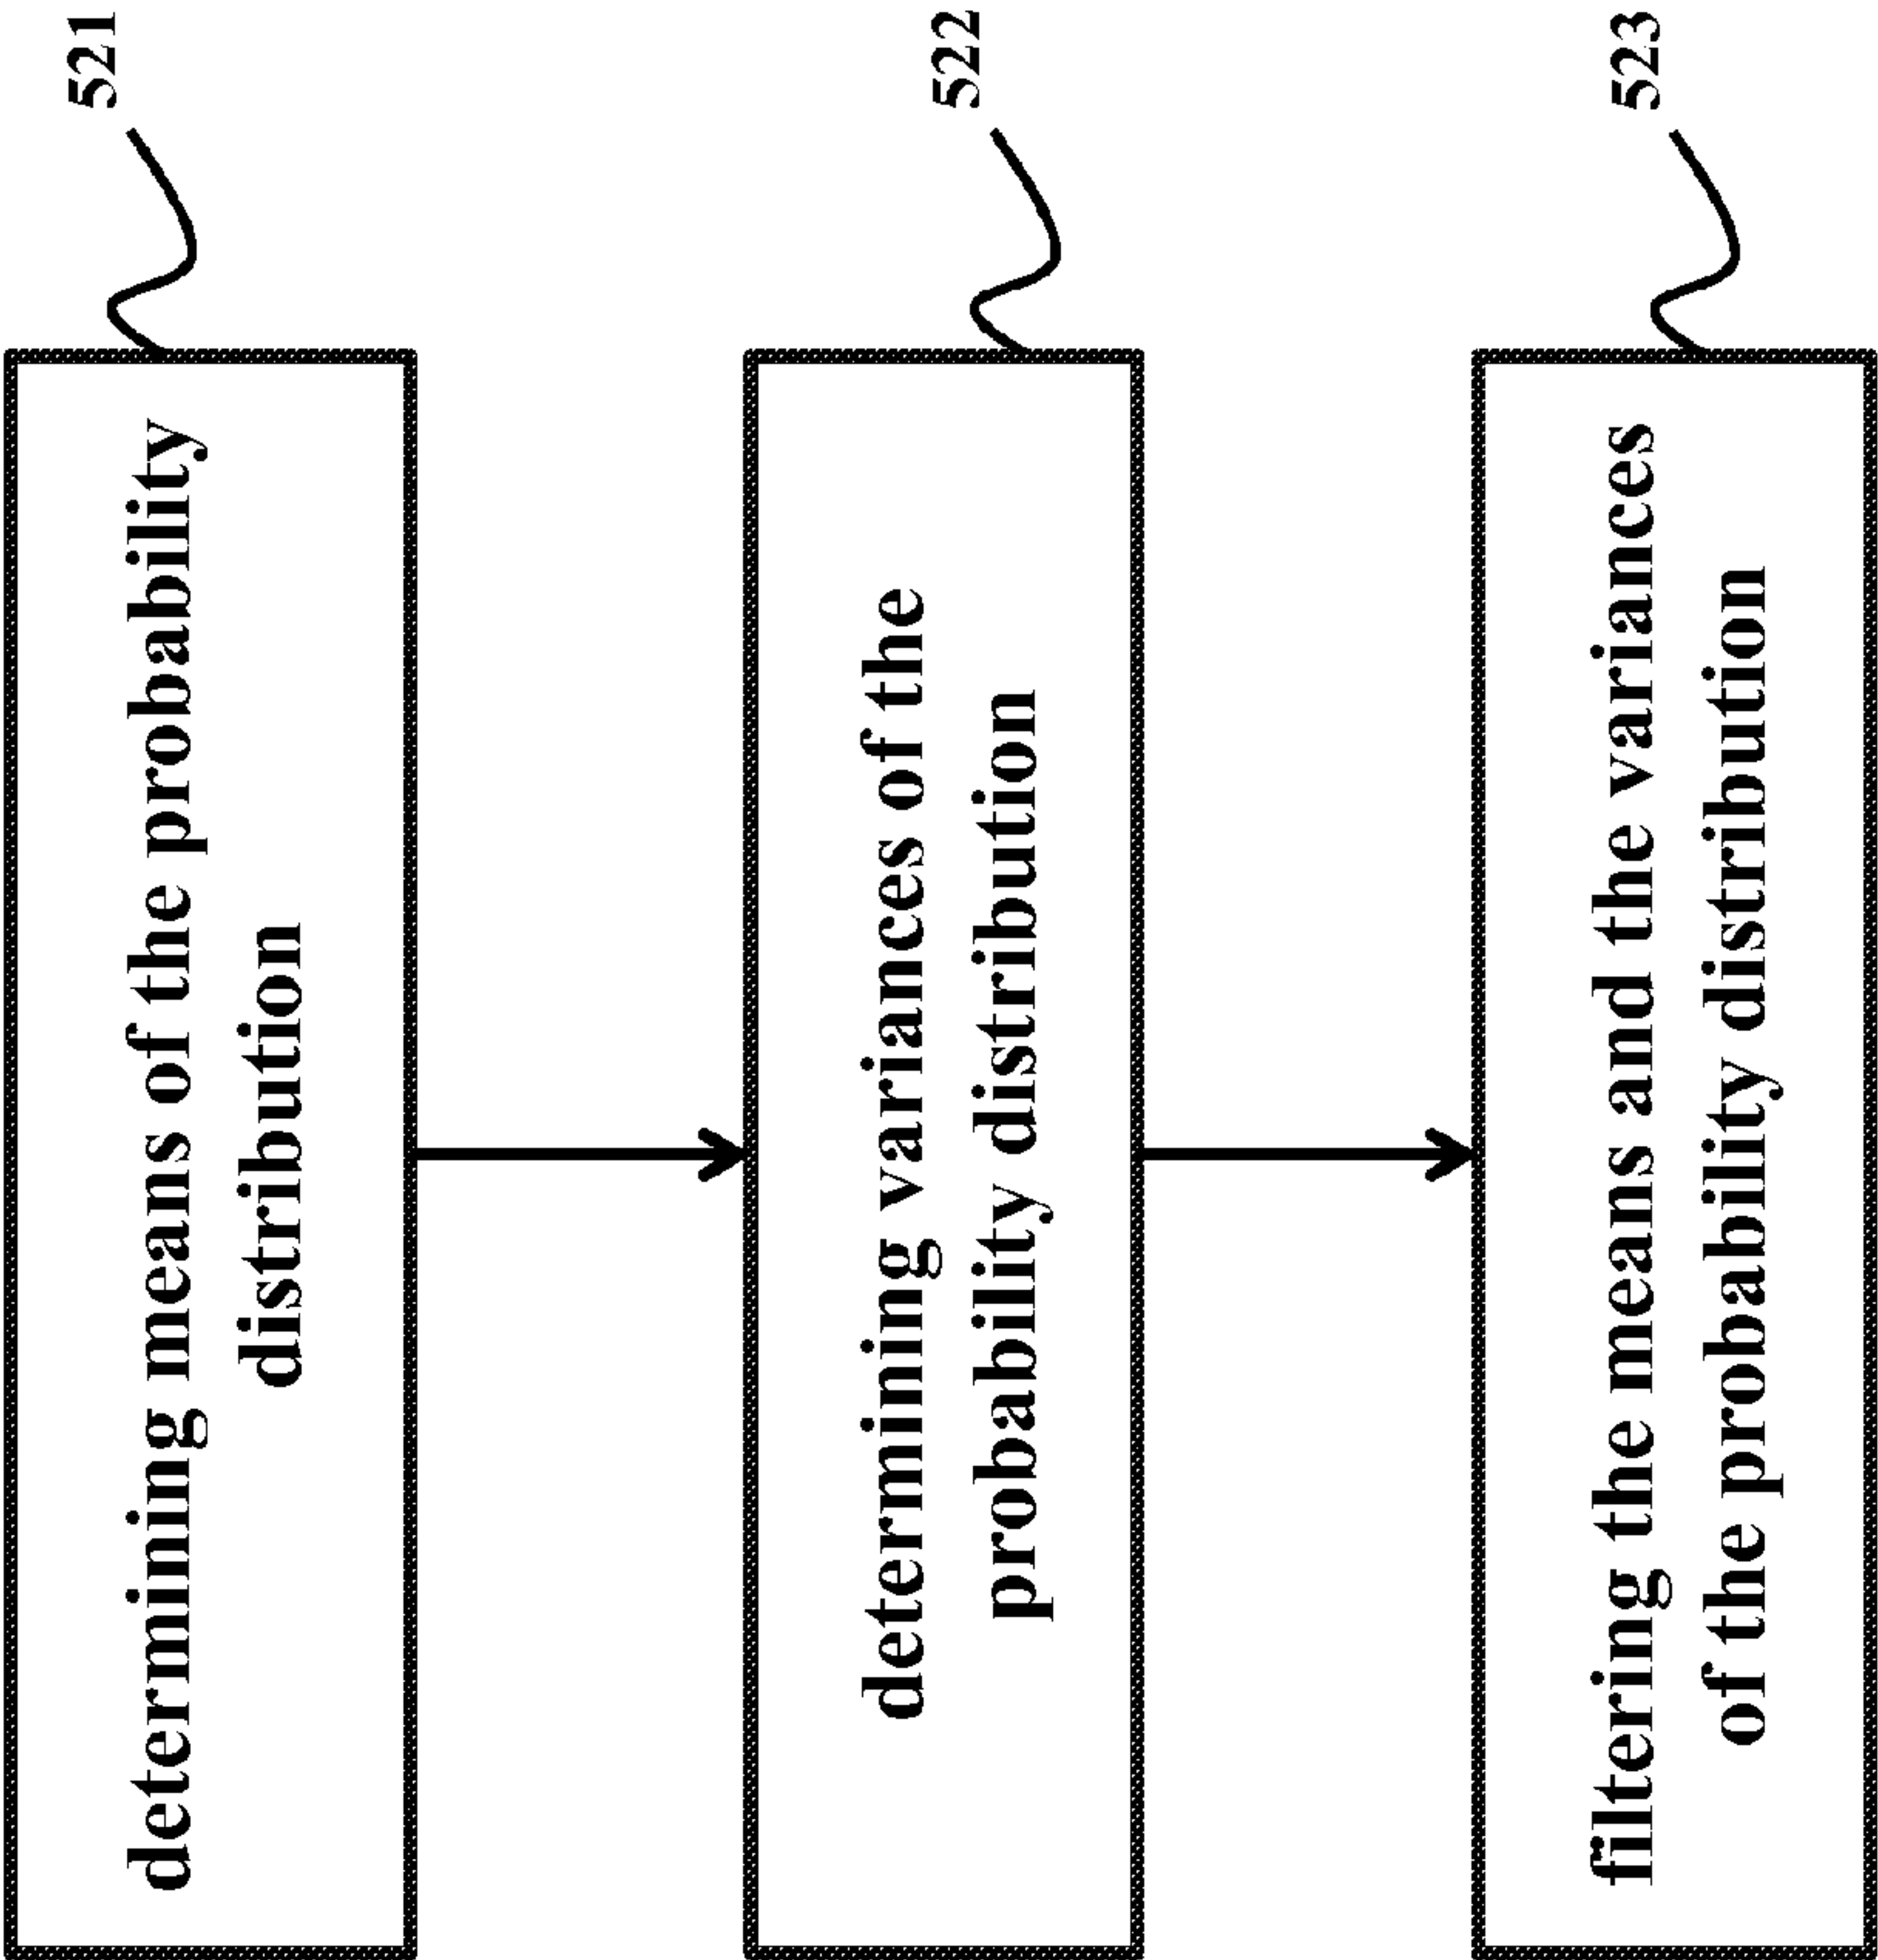 determining means of the probability
distribution
521
determining variances of the
probability distribution
522
filtering the means and the variances
of the probability distribution
523